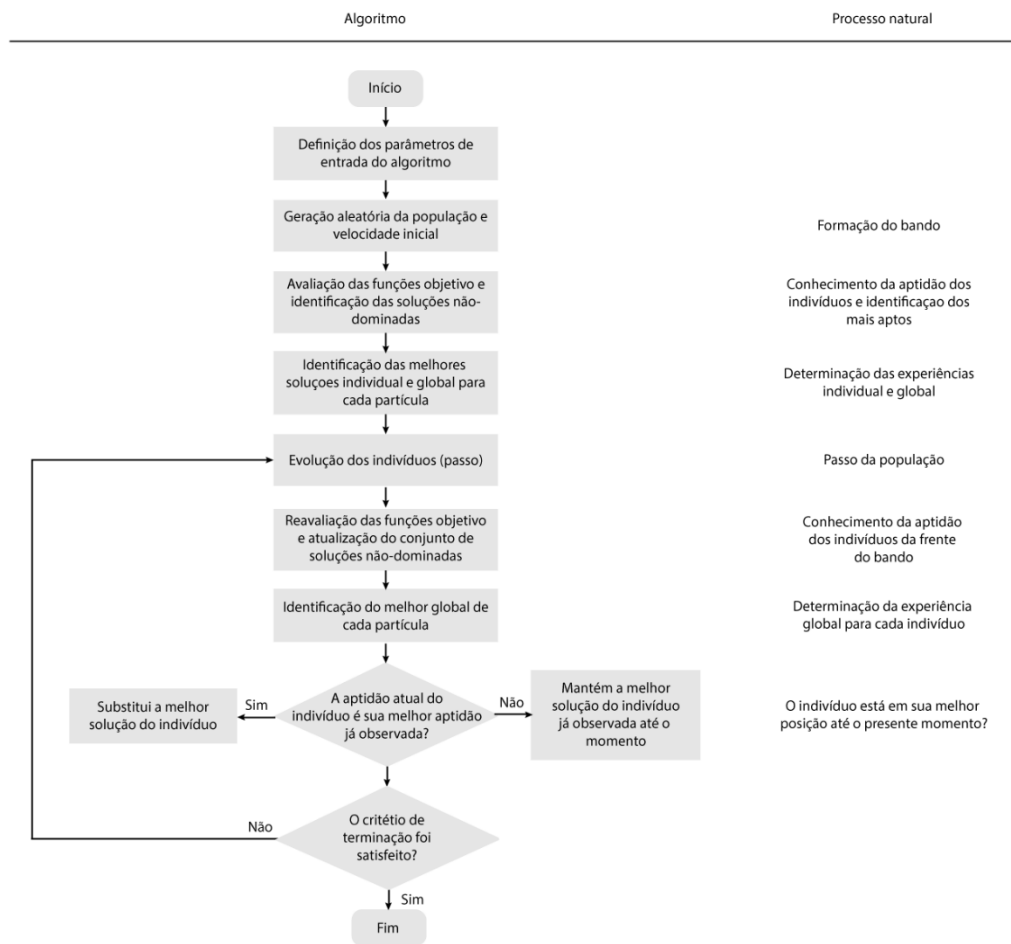 Algoritmo
Processo natural
Início
Definição dos parâmetros de
entrada do algoritmo
Geração aleatória da população e
velocidade inicial
Formação do bando
Avaliação das funções objetivo e
identificação das soluções não-
dominadas
Conhecimento da aptidão dos
indivíduos e identificaçao dos
mais aptos
Identificação das melhores
soluçoes individual e global para
cada partícula
Determinação das experiências
individual e global
Evolução dos indivíduos (passo)
Passo da população
Reavaliação das funções objetivo
e atualização do conjunto de
soluções não-dominadas
Conhecimento da aptidão
dos indivíduos da frente
do bando
Identificação do melhor global de
cada partícula
Determinação da experiência
global para cada indivíduo
Substitui a melhor
solução do indivíduo
Sim
A aptidão atual do
indivíduo é sua melhor aptidão
já observada?
Não
Mantém a melhor
solução do indivíduo
já observada até o
momento
O indivíduo está em sua melhor
posição até o presente momento?
Não
O critétio de
terminação foi
satisfeito?
Sim
Fim